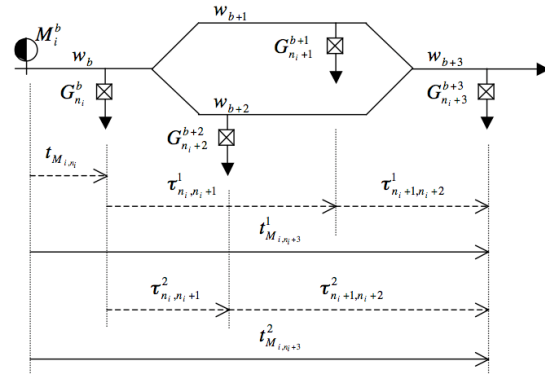 M_i^b
w_b
w_{b+1}
w_{b+2}
w_{b+3}
G_{n_i}^b
G_{n_i+1}^{b+1}
G_{n_i+2}^{b+2}
G_{n_i+3}^{b+3}
t_{M_{i,n_i}}
τ_{n_i,n_i+1}^1
τ_{n_i+1,n_i+2}^1
t_{M_{i,n_i+3}}^1
τ_{n_i,n_i+1}^2
τ_{n_i+1,n_i+2}^2
t_{M_{i,n_i+3}}^2